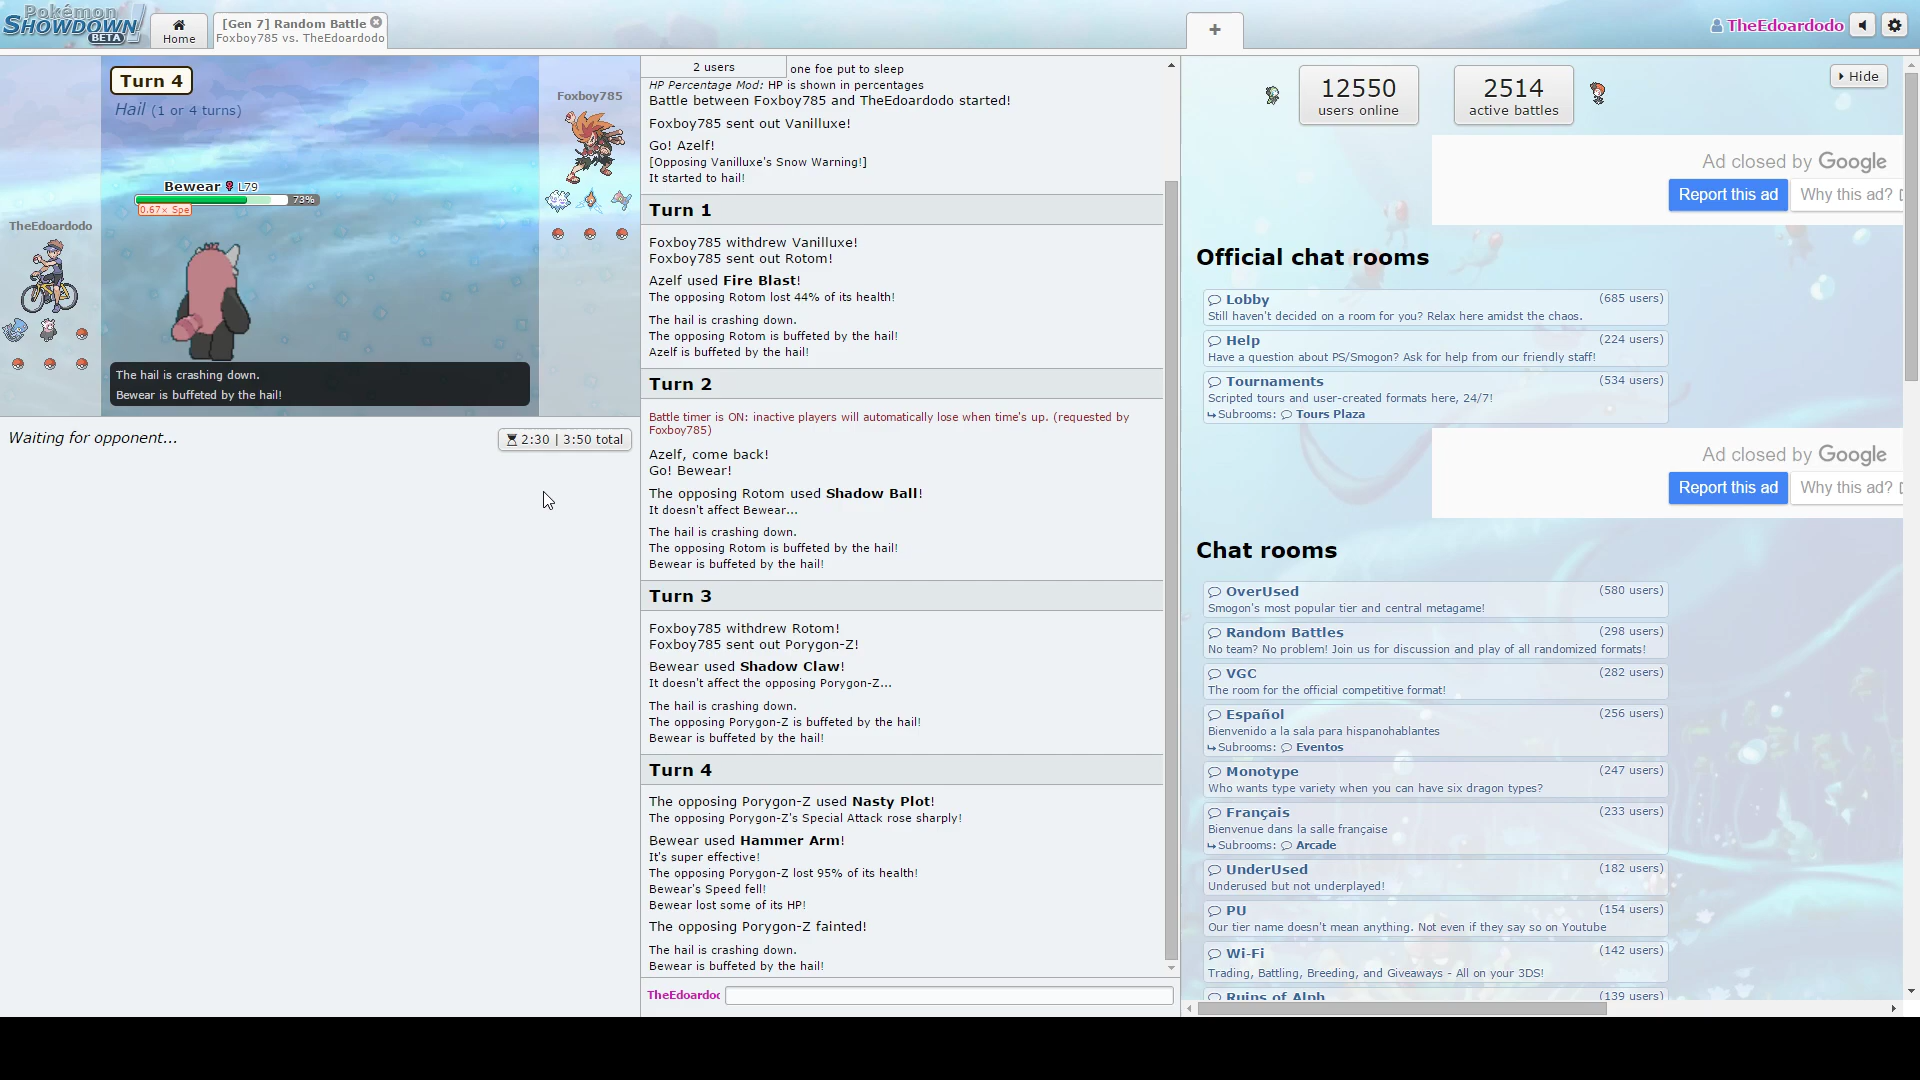 Pokémon
SHOWDOWN!
BETA
Home
[Gen 7] Random Battle
Foxboy785 vs. TheEdoardodo
+
TheEdoardodo
Turn 4
Hail (1 or 4 turns)
Foxboy785
Bewear L79
73%
0.67× Spe
TheEdoardodo
The hail is crashing down.
Bewear is buffeted by the hail!
Waiting for opponent...
2:30 | 3:50 total
2 users
one foe put to sleep
HP Percentage Mod: HP is shown in percentages
Battle between Foxboy785 and TheEdoardodo started!
Foxboy785 sent out Vanilluxe!
Go! Azelf!
[Opposing Vanilluxe's Snow Warning!]
It started to hail!
Turn 1
Foxboy785 withdrew Vanilluxe!
Foxboy785 sent out Rotom!
Azelf used Fire Blast!
The opposing Rotom lost 44% of its health!
The hail is crashing down.
The opposing Rotom is buffeted by the hail!
Azelf is buffeted by the hail!
Turn 2
Battle timer is ON: inactive players will automatically lose when time's up. (requested by
Foxboy785)
Azelf, come back!
Go! Bewear!
The opposing Rotom used Shadow Ball!
It doesn't affect Bewear...
The hail is crashing down.
The opposing Rotom is buffeted by the hail!
Bewear is buffeted by the hail!
Turn 3
Foxboy785 withdrew Rotom!
Foxboy785 sent out Porygon-Z!
Bewear used Shadow Claw!
It doesn't affect the opposing Porygon-Z...
The hail is crashing down.
The opposing Porygon-Z is buffeted by the hail!
Bewear is buffeted by the hail!
Turn 4
The opposing Porygon-Z used Nasty Plot!
The opposing Porygon-Z's Special Attack rose sharply!
Bewear used Hammer Arm!
It's super effective!
The opposing Porygon-Z lost 95% of its health!
Bewear's Speed fell!
Bewear lost some of its HP!
The opposing Porygon-Z fainted!
The hail is crashing down.
Bewear is buffeted by the hail!
TheEdoardoc
12550
users online
2514
active battles
Hide
Ad closed by Google
Report this ad
Why this ad?
Official chat rooms
Lobby (685 users)
Still haven't decided on a room for you? Relax here amidst the chaos.
Help (224 users)
Have a question about PS/Smogon? Ask for help from our friendly staff!
Tournaments (534 users)
Scripted tours and user-created formats here, 24/7!
↳Subrooms: Tours Plaza
Ad closed by Google
Report this ad
Why this ad?
Chat rooms
OverUsed (580 users)
Smogon's most popular tier and central metagame!
Random Battles (298 users)
No team? No problem! Join us for discussion and play of all randomized formats!
VGC (282 users)
The room for the official competitive format!
Español (256 users)
Bienvenido a la sala para hispanohablantes
↳Subrooms: Eventos
Monotype (247 users)
Who wants type variety when you can have six dragon types?
Français (233 users)
Bienvenue dans la salle française
↳Subrooms: Arcade
UnderUsed (182 users)
Underused but not underplayed!
PU (154 users)
Our tier name doesn't mean anything. Not even if they say so on Youtube
Wi-Fi (142 users)
Trading, Battling, Breeding, and Giveaways - All on your 3DS!
Ruins of Alph (139 users)